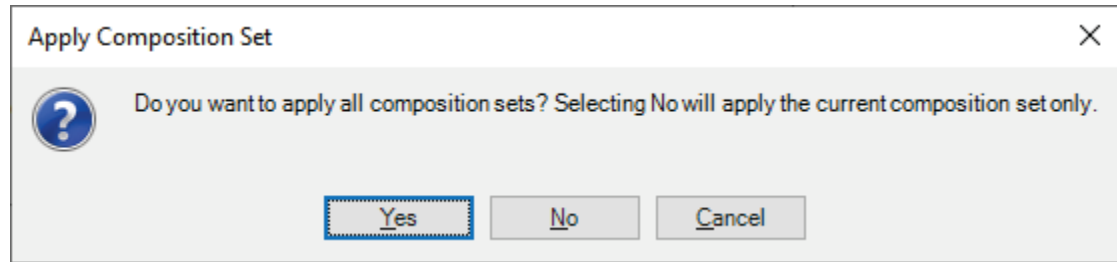 Apply Composition Set
Do you want to apply all composition sets? Selecting No will apply the current composition set only.
Yes No Cancel